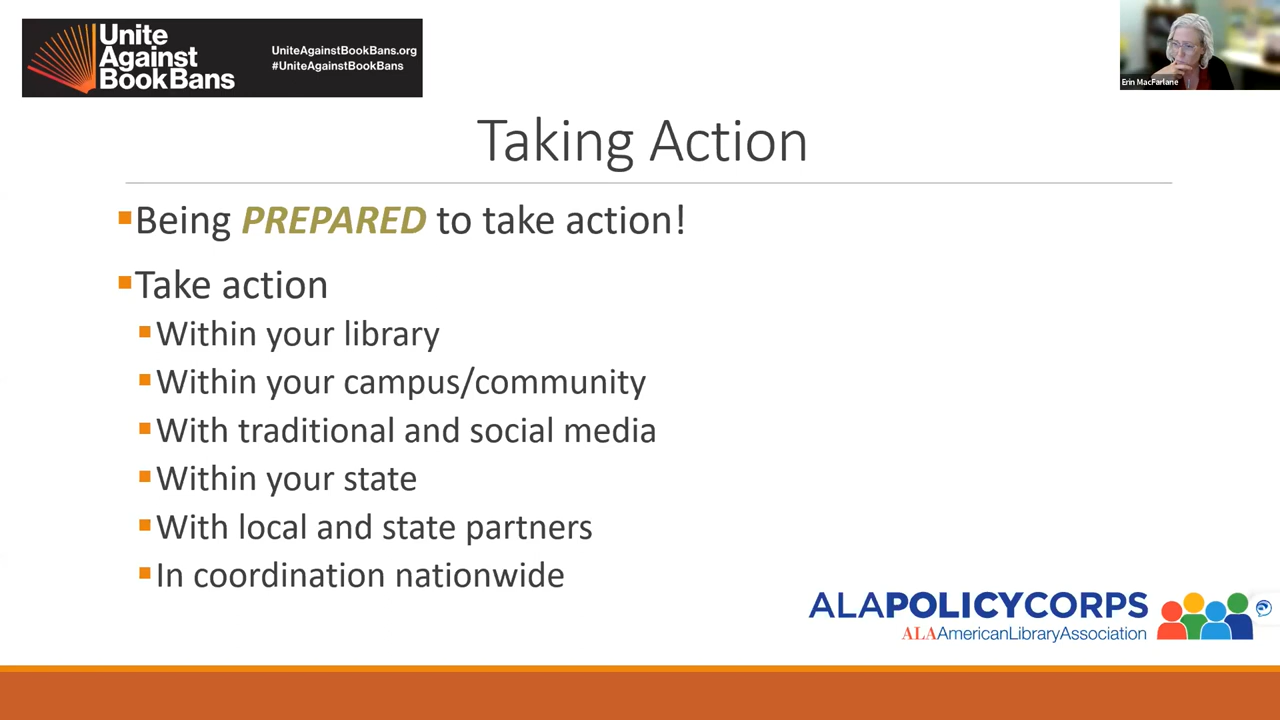 Unite
Against
BookBans
UniteAgainstBookBans.org
#UniteAgainstBookBans
Erin MacFarlane
Taking Action
Being PREPARED to take action!
Take action
Within your library
Within your campus/community
With traditional and social media
Within your state
With local and state partners
In coordination nationwide
ALAPOLICYCORPS
ALAAmericanLibraryAssociation